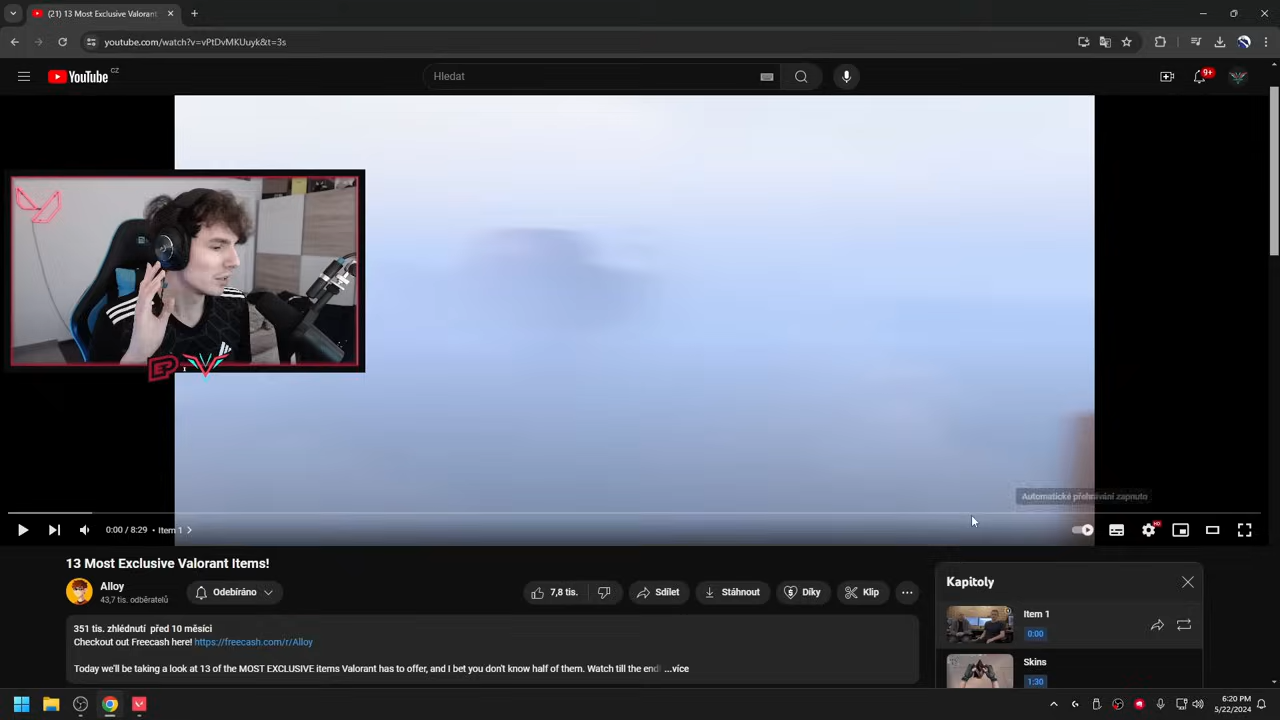 (21) 13 Most Exclusive Valorant
youtube.com/watch?v=vPtDvMKUuyk&t=3s
YouTube CZ
Hledat
9+
EP
Automatické přehrávání zapnuto
0:00 / 8:29 • Item 1
HD
13 Most Exclusive Valorant Items!
Alloy
43,7 tis. odběratelů
Odebíráno
7,8 tis.
Sdílet
Stáhnout
Díky
Klip
351 tis. zhlédnutí před 10 měsíci
Checkout out Freecash here! https://freecash.com/r/Alloy
Today we'll be taking a look at 13 of the MOST EXCLUSIVE items Valorant has to offer, and I bet you don't know half of them. Watch till the end! ...více
Kapitoly
Item 1
0:00
Skins
1:30
6:20 PM
5/22/2024